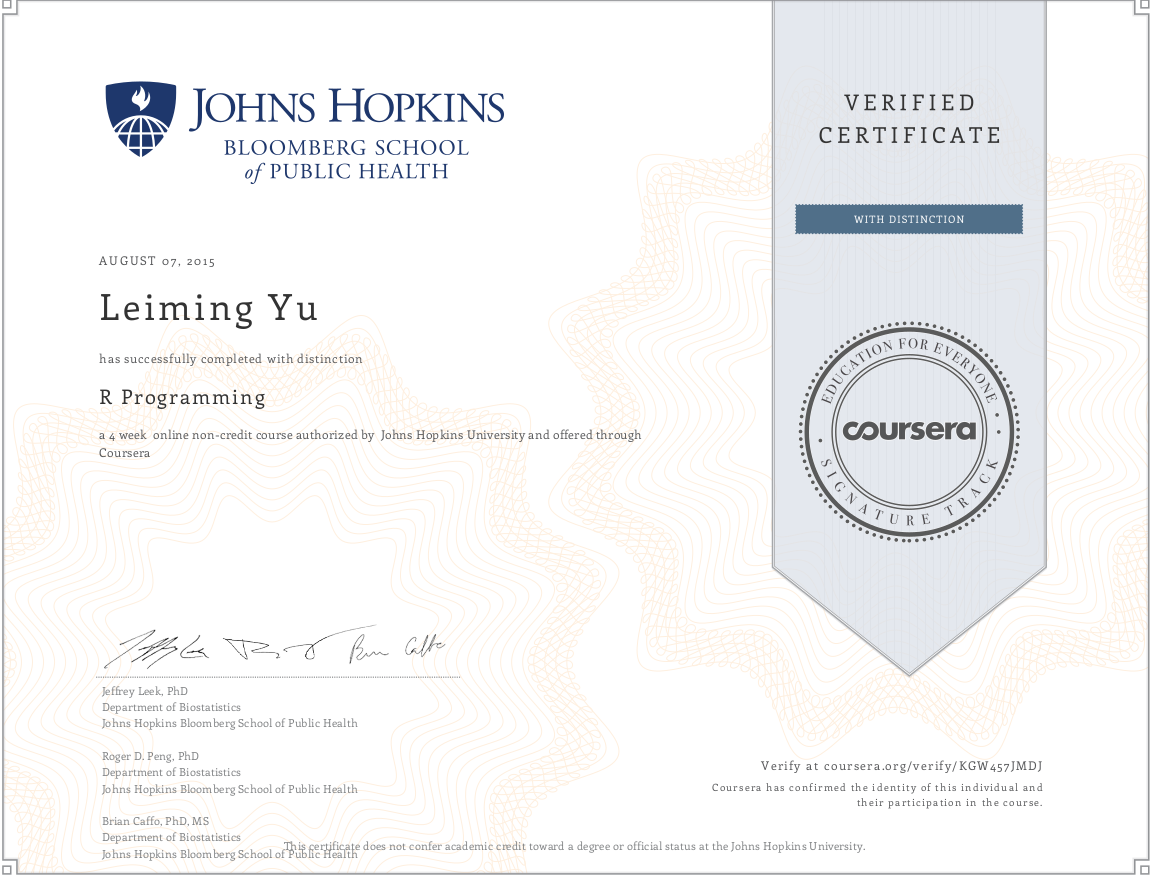 JOHNS HOPKINS
BLOOMBERG SCHOOL
of PUBLIC HEALTH
VERIFIED
CERTIFICATE
WITH DISTINCTION
AUGUST 07, 2015
Leiming Yu
has successfully completed with distinction
R Programming
a 4 week online non-credit course authorized by Johns Hopkins University and offered through
Coursera
EDUCATION FOR EVERYONE
coursera
SIGNATURE TRACK
Jeffrey Leek, PhD
Department of Biostatistics
Johns Hopkins Bloomberg School of Public Health
Roger D. Peng, PhD
Department of Biostatistics
Johns Hopkins Bloomberg School of Public Health
Brian Caffo, PhD, MS
Department of Biostatistics
Johns Hopkins Bloomberg School of Public Health
Verify at coursera.org/verify/KGW457JMDJ
Coursera has confirmed the identity of this individual and
their participation in the course.
This certificate does not confer academic credit toward a degree or official status at the Johns Hopkins University.